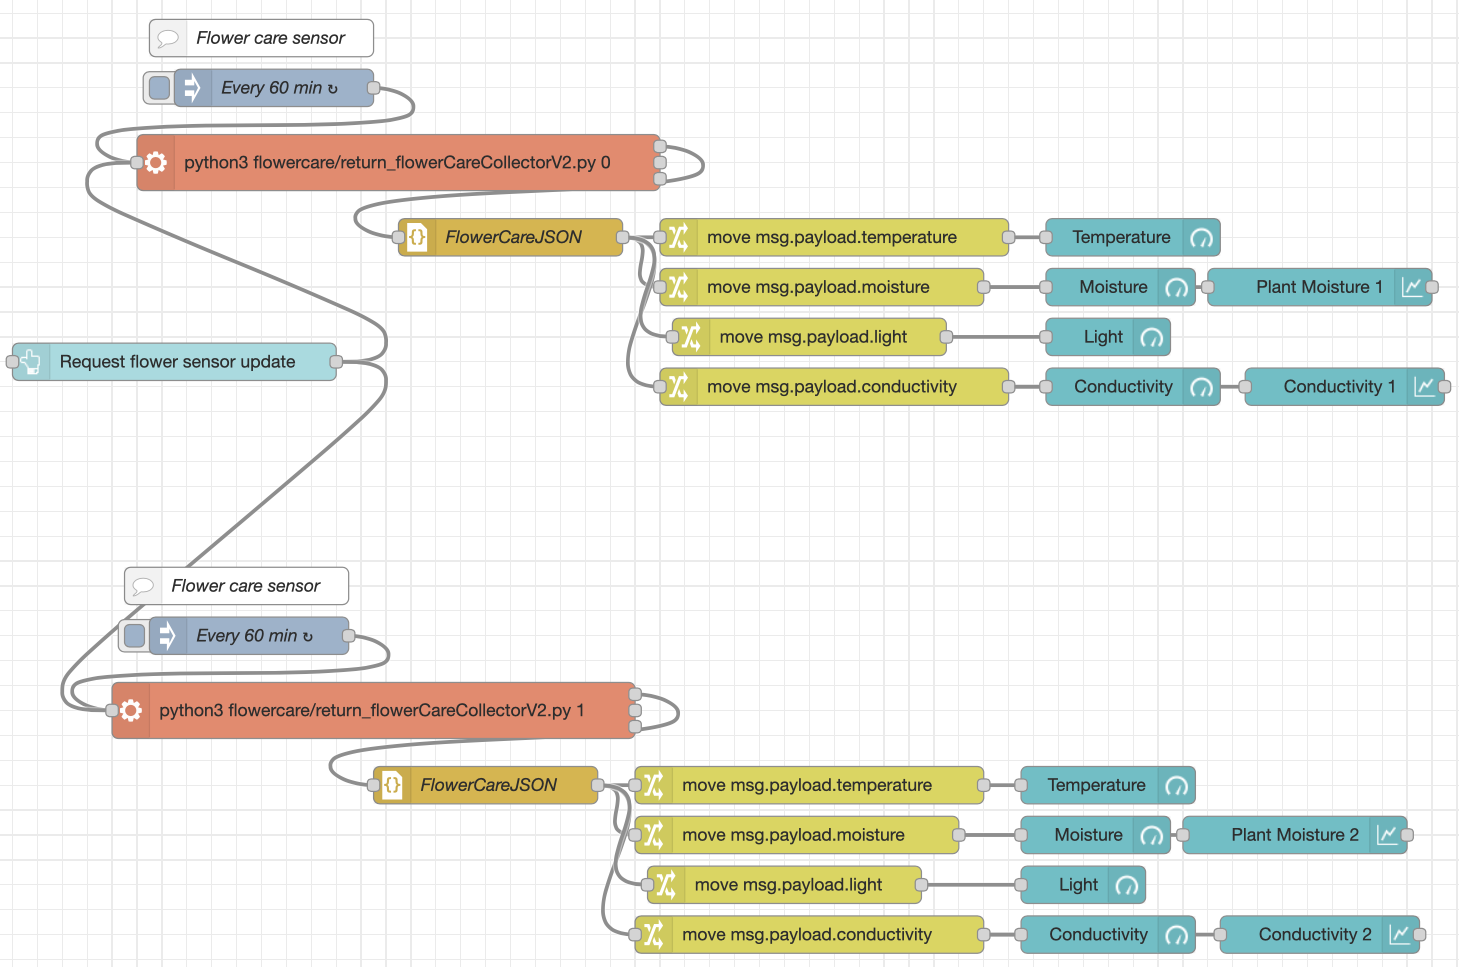 Flower care sensor
Every 60 min ↻
python3 flowercare/return_flowerCareCollectorV2.py 0
FlowerCareJSON
move msg.payload.temperature
Temperature
move msg.payload.moisture
Moisture
Plant Moisture 1
move msg.payload.light
Light
Request flower sensor update
move msg.payload.conductivity
Conductivity
Conductivity 1
Flower care sensor
Every 60 min ↻
python3 flowercare/return_flowerCareCollectorV2.py 1
FlowerCareJSON
move msg.payload.temperature
Temperature
move msg.payload.moisture
Moisture
Plant Moisture 2
move msg.payload.light
Light
move msg.payload.conductivity
Conductivity
Conductivity 2